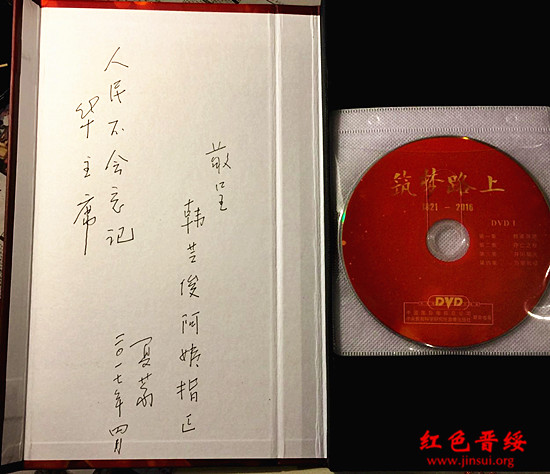 敬呈
韩芝俊阿姨指正
人民不会忘记
华主席
夏蒙
二〇一七年四月
筑梦路上
1921 - 2016
DVD 1
DVD
红色晋绥
www.jinsui.org